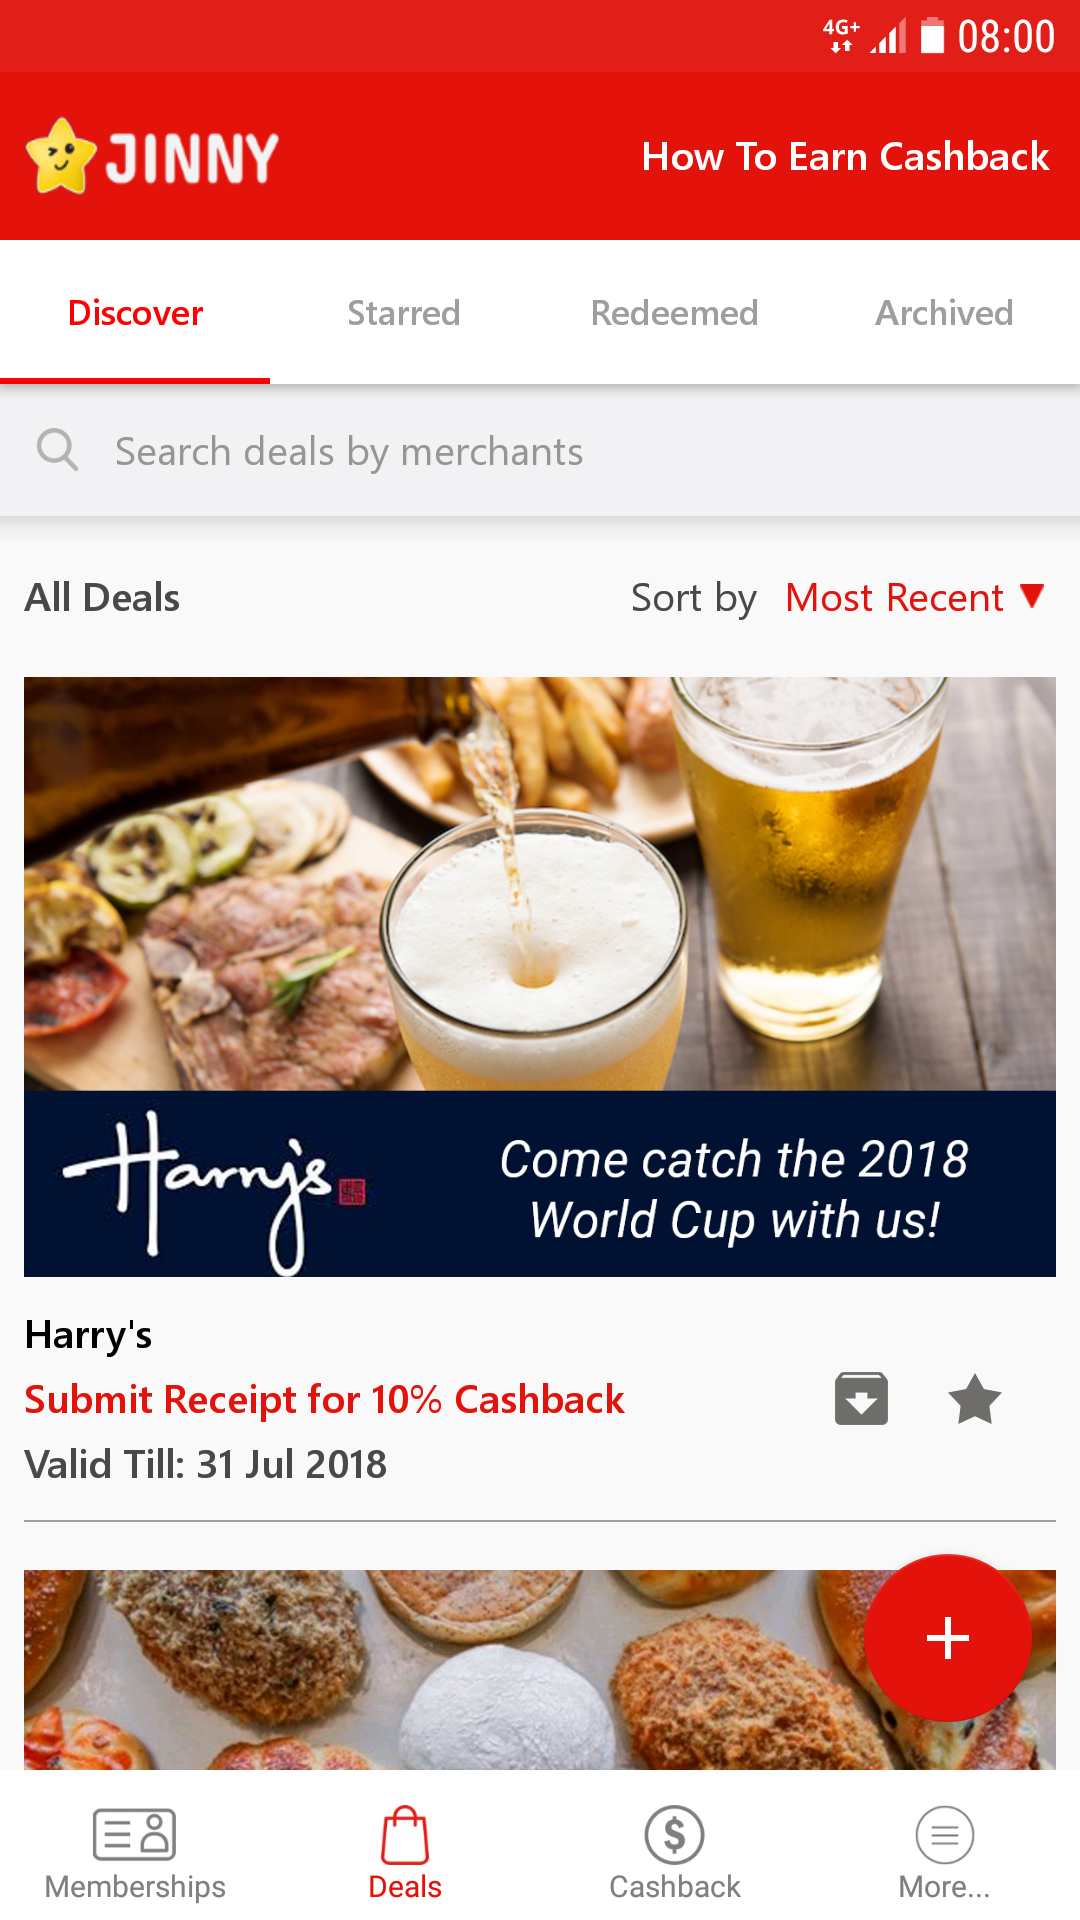 4G+ 08:00
JINNY
How To Earn Cashback
Discover Starred Redeemed Archived
Search deals by merchants
All Deals Sort by Most Recent
Harry's Come catch the 2018
World Cup with us!
Harry's
Submit Receipt for 10% Cashback
Valid Till: 31 Jul 2018
Memberships Deals Cashback More...